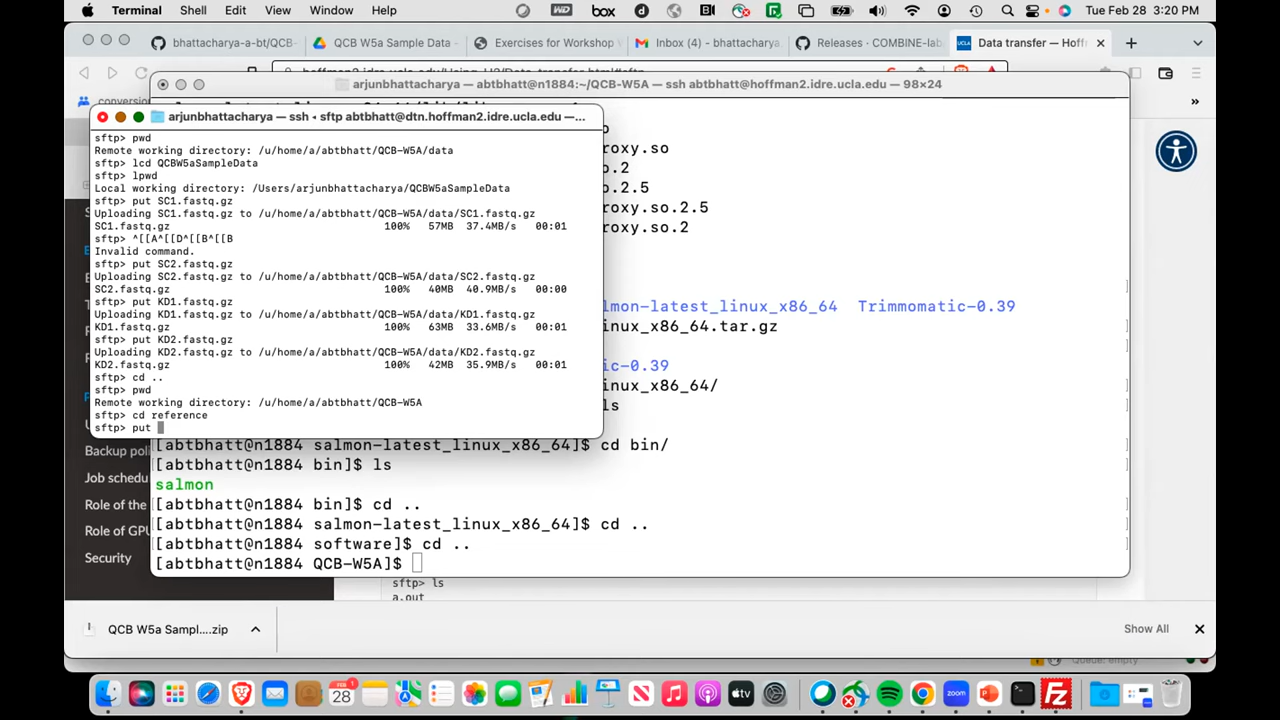 Terminal Shell Edit View Window Help
Tue Feb 28 3:20 PM
bhattacharya-a-bt/QCB-
QCB W5a Sample Data -
Exercises for Workshop
Inbox (4) - bhattacharya.
Releases · COMBINE-lab
Data transfer — Hoff
arjunbhattacharya — abtbhatt@n1884:~/QCB-W5A — ssh abtbhatt@hoffman2.idre.ucla.edu — 98×24
arjunbhattacharya — ssh ◂ sftp abtbhatt@dtn.hoffman2.idre.ucla.edu —...
sftp> pwd
Remote working directory: /u/home/a/abtbhatt/QCB-W5A/data
sftp> lcd QCBW5aSampleData
sftp> lpwd
Local working directory: /Users/arjunbhattacharya/QCBW5aSampleData
sftp> put SC1.fastq.gz
Uploading SC1.fastq.gz to /u/home/a/abtbhatt/QCB-W5A/data/SC1.fastq.gz
SC1.fastq.gz 100% 57MB 37.4MB/s 00:01
sftp> ^[[A^[[D^[[B^[[B
Invalid command.
sftp> put SC2.fastq.gz
Uploading SC2.fastq.gz to /u/home/a/abtbhatt/QCB-W5A/data/SC2.fastq.gz
SC2.fastq.gz 100% 40MB 40.9MB/s 00:00
sftp> put KD1.fastq.gz
Uploading KD1.fastq.gz to /u/home/a/abtbhatt/QCB-W5A/data/KD1.fastq.gz
KD1.fastq.gz 100% 63MB 33.6MB/s 00:01
sftp> put KD2.fastq.gz
Uploading KD2.fastq.gz to /u/home/a/abtbhatt/QCB-W5A/data/KD2.fastq.gz
KD2.fastq.gz 100% 42MB 35.9MB/s 00:01
sftp> cd ..
sftp> pwd
Remote working directory: /u/home/a/abtbhatt/QCB-W5A
sftp> cd reference
sftp> put
o
roxy.so
o.2
o.2.5
roxy.so.2.5
roxy.so.2
lmon-latest_linux_x86_64 Trimmomatic-0.39
inux_x86_64.tar.gz
ic-0.39
inux_x86_64/
ls
[abtbhatt@n1884 salmon-latest_linux_x86_64]$ cd bin/
[abtbhatt@n1884 bin]$ ls
salmon
[abtbhatt@n1884 bin]$ cd ..
[abtbhatt@n1884 salmon-latest_linux_x86_64]$ cd ..
[abtbhatt@n1884 software]$ cd ..
[abtbhatt@n1884 QCB-W5A]$
Backup poli
Job schedu
Role of the
Role of GPU
Security
sftp> ls
a.out
QCB W5a Sampl....zip
Show All
Queue: empty